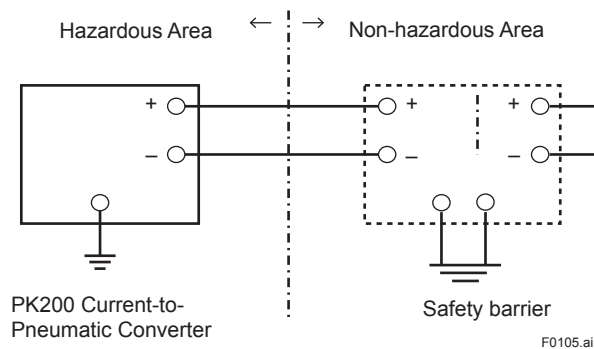 Hazardous Area ← → Non-hazardous Area
+ + +
– – –
PK200 Current-to-
Pneumatic Converter
Safety barrier
F0105.ai